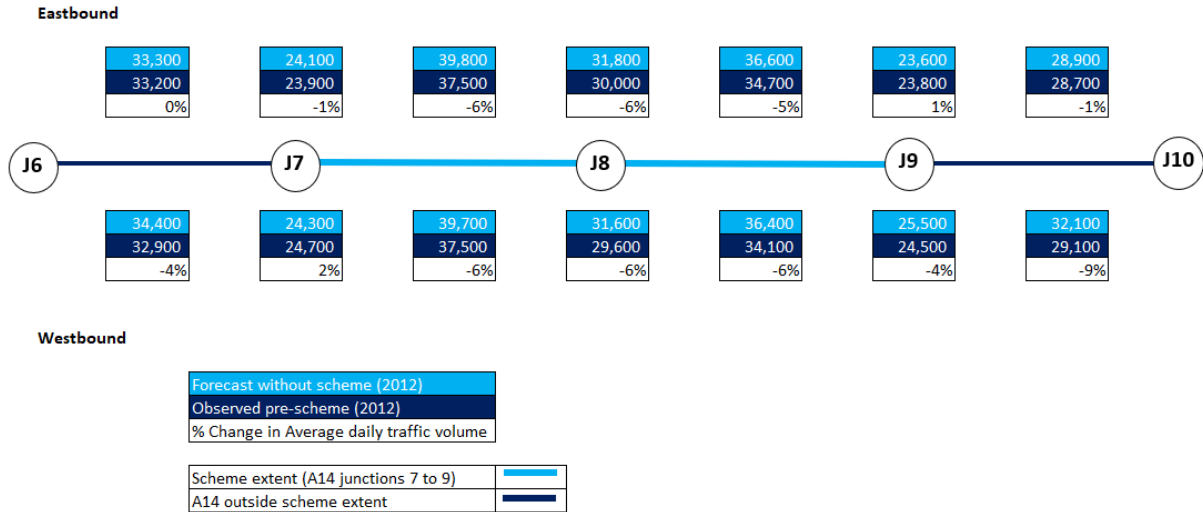 Eastbound
33,300 24,100 39,800 31,800 36,600 23,600 28,900
33,200 23,900 37,500 30,000 34,700 23,800 28,700
0% -1% -6% -6% -5% 1% -1%
J6 J7 J8 J9 J10
34,400 24,300 39,700 31,600 36,400 25,500 32,100
32,900 24,700 37,500 29,600 34,100 24,500 29,100
-4% 2% -6% -6% -6% -4% -9%
Westbound
Forecast without scheme (2012)
Observed pre-scheme (2012)
% Change in Average daily traffic volume
Scheme extent (A14 junctions 7 to 9)
A14 outside scheme extent